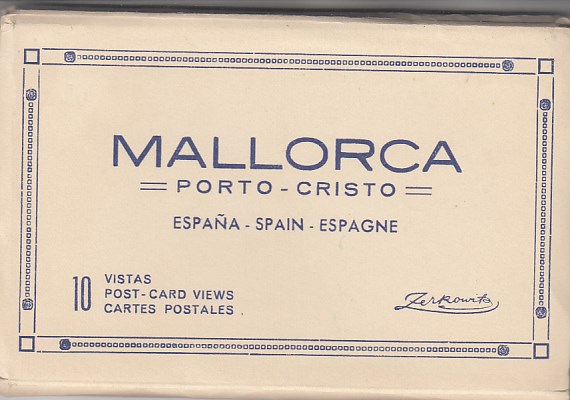 MALLORCA
PORTO - CRISTO
ESPAÑA - SPAIN - ESPAGNE
10 VISTAS
POST-CARD VIEWS
CARTES POSTALES
Zerkowitz